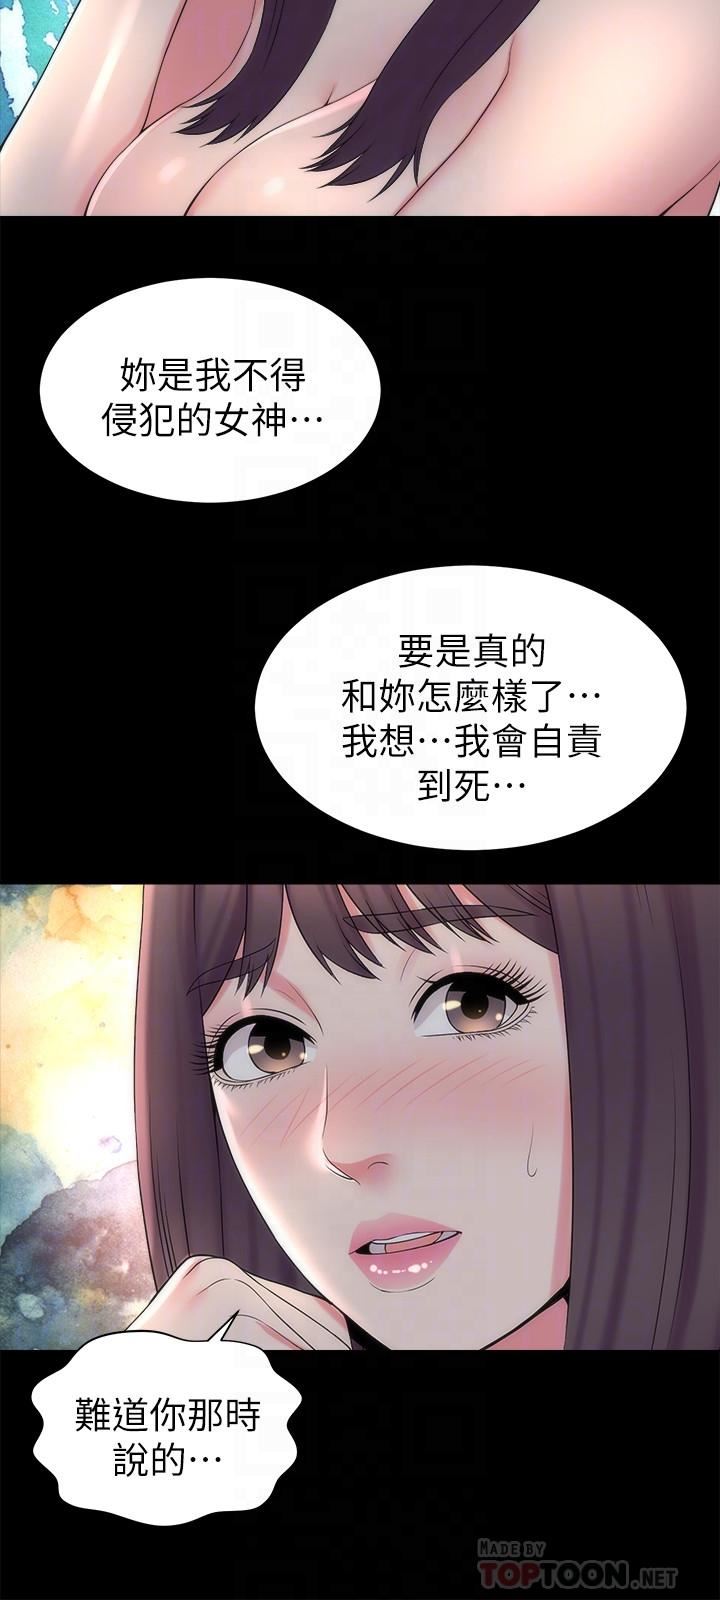 妳是我不得
侵犯的女神⋯
要是真的
和妳怎麼樣了⋯
我想⋯我會自責
到死⋯
難道你那時
說的⋯
MADE BY
TOPTOON.NET